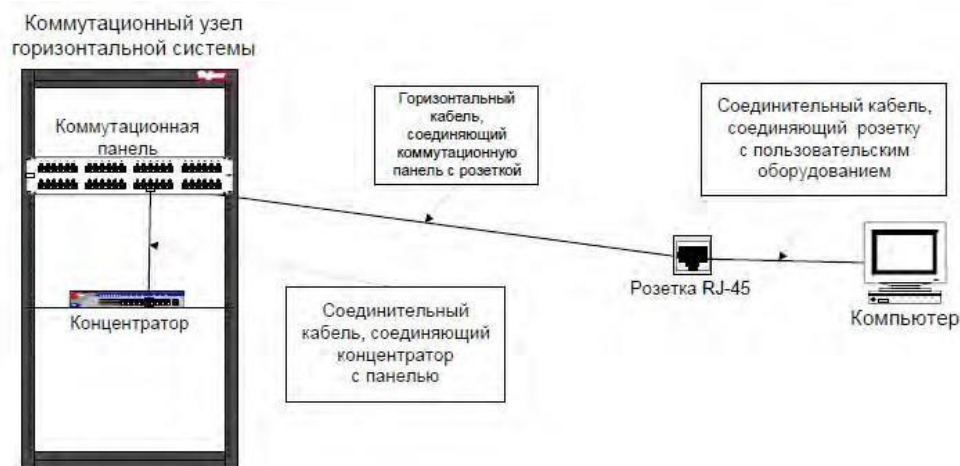 Коммутационный узел
горизонтальной системы
Коммутационная
панель
Горизонтальный
кабель,
соединяющий
коммутационную
панель с розеткой
Соединительный кабель,
соединяющий розетку
с пользовательским
оборудованием
Розетка RJ-45
Компьютер
Концентратор
Соединительный
кабель, соединяющий
концентратор
с панелью